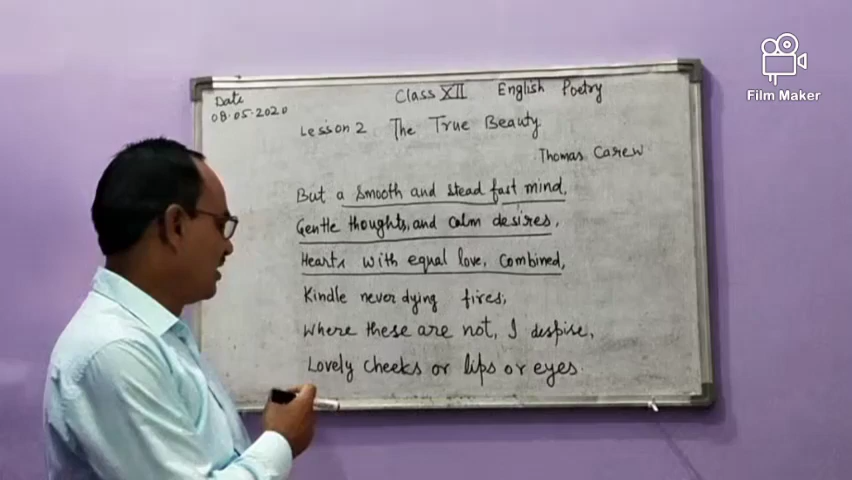 Film Maker
Date
08.05.2020
Class XII English Poetry
Lesson 2 The True Beauty
Thomas Carew
But a smooth and stead fast mind,
Gentle thoughts, and calm desires,
Hearts with equal love, combined,
Kindle never dying fires,
Where these are not, I despise,
Lovely cheeks or lips or eyes.